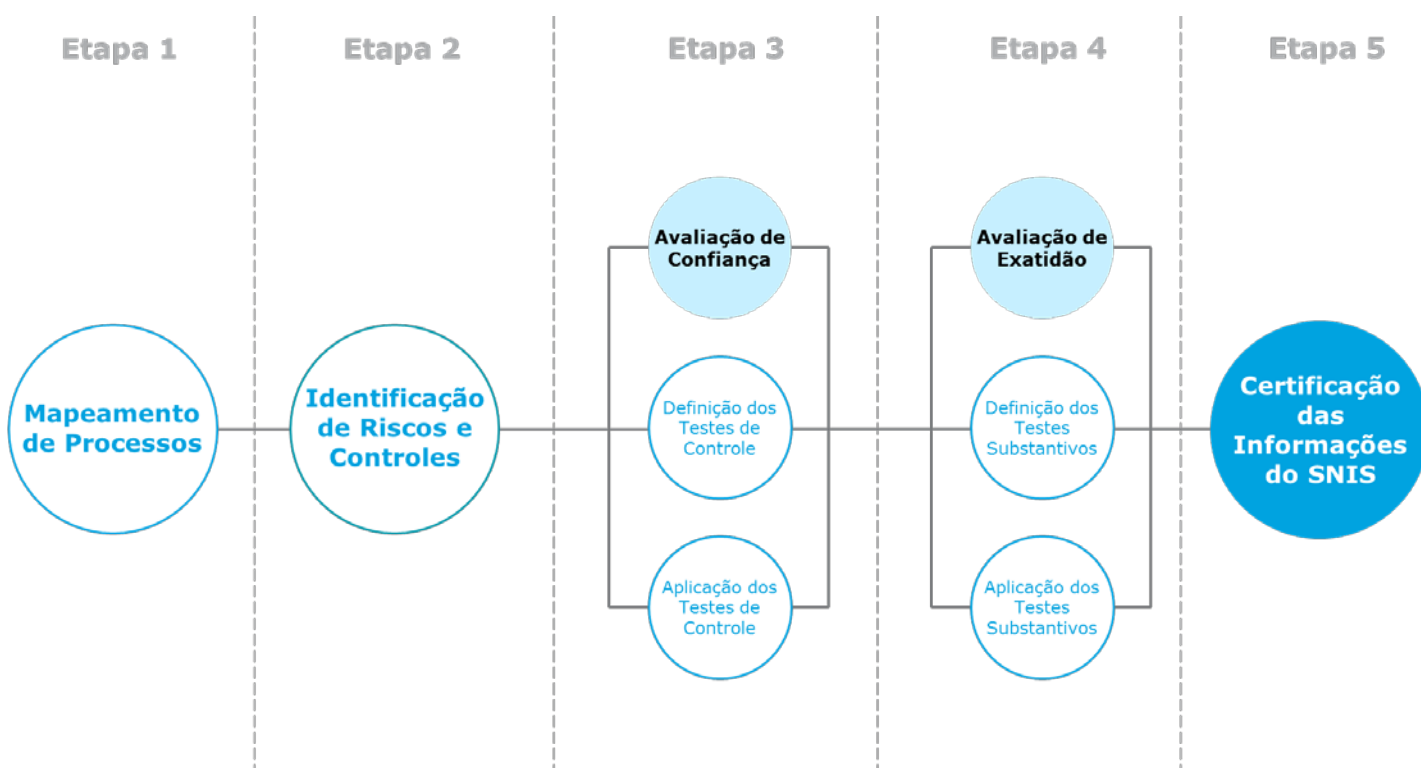 Etapa 1
Etapa 2
Etapa 3
Etapa 4
Etapa 5
Mapeamento
de Processos
Identificação
de Riscos e
Controles
Avaliação de
Confiança
Definição dos
Testes de
Controle
Aplicação dos
Testes de
Controle
Avaliação de
Exatidão
Definição dos
Testes
Substantivos
Aplicação dos
Testes
Substantivos
Certificação
das
Informações
do SNIS